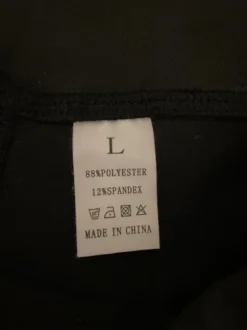 L
88%POLYESTER
12%SPANDEX
MADE IN CHINA